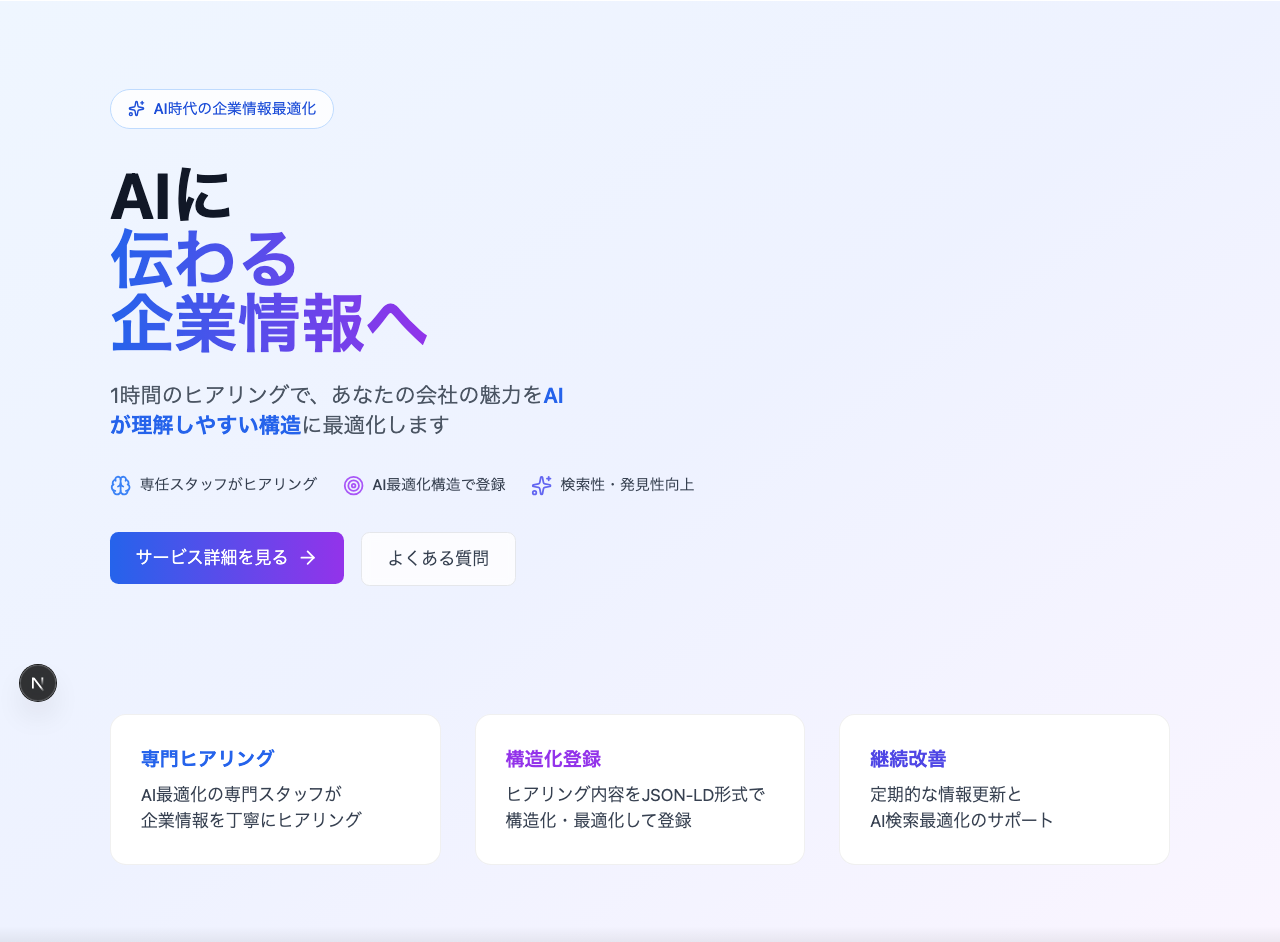 AI時代の企業情報最適化
AIに
伝わる
企業情報へ
1時間のヒアリングで、あなたの会社の魅力をAI
が理解しやすい構造に最適化します
専任スタッフがヒアリング
AI最適化構造で登録
検索性・発見性向上
サービス詳細を見る
よくある質問
N
専門ヒアリング
AI最適化の専門スタッフが
企業情報を丁寧にヒアリング
構造化登録
ヒアリング内容をJSON-LD形式で
構造化・最適化して登録
継続改善
定期的な情報更新と
AI検索最適化のサポート